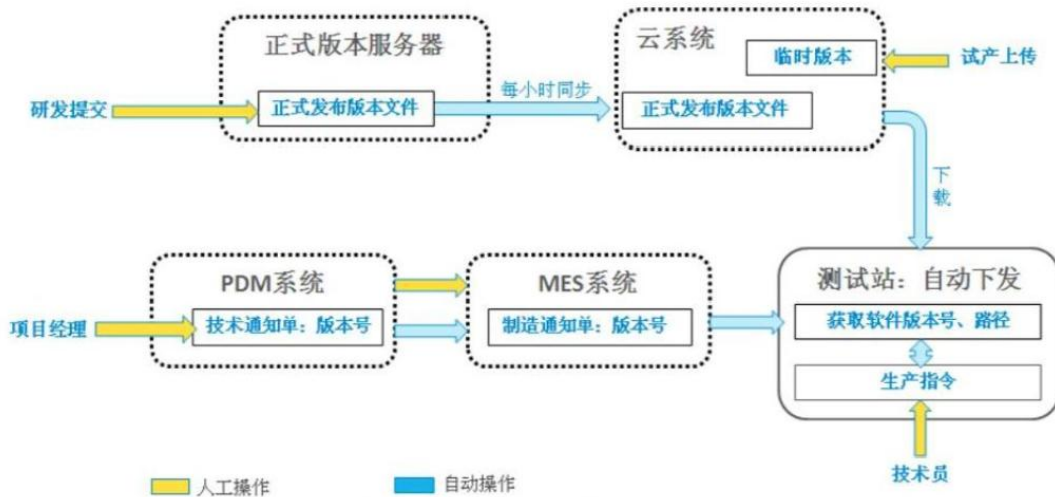 正式版本服务器
云系统
临时版本
试产上传
研发提交
正式发布版本文件
每小时同步
正式发布版本文件
下载
PDM系统
MES系统
测试站：自动下发
项目经理
技术通知单：版本号
制造通知单：版本号
获取软件版本号、路径
生产指令
技术员
人工操作
自动操作